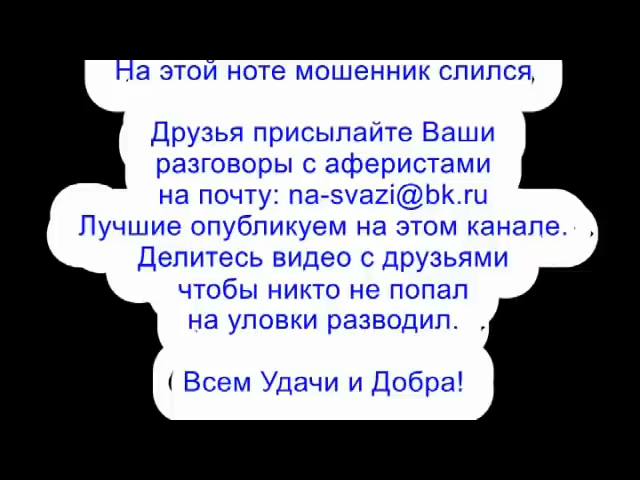 На этой ноте мошенник слился,
Друзья присылайте Ваши
разговоры с аферистами
на почту: na-svazi@bk.ru
Лучшие опубликуем на этом канале.
Делитесь видео с друзьями
чтобы никто не попал
на уловки разводил.
Всем Удачи и Добра!